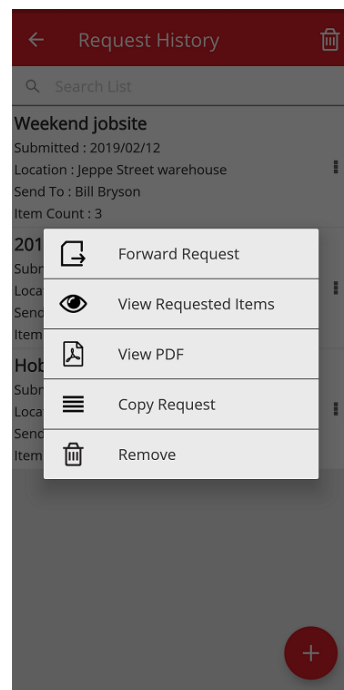 Request History
Search List
Weekend jobsite
Submitted : 2019/02/12
Location : Jeppe Street warehouse
Send To : Bill Bryson
Item Count : 3
Forward Request
View Requested Items
View PDF
Copy Request
Remove